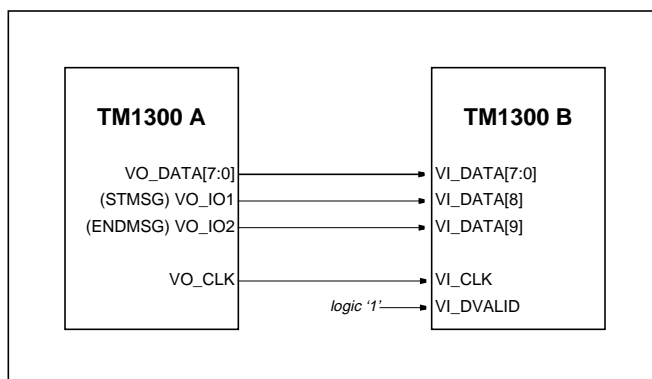 TM1300 A
TM1300 B
VO_DATA[7:0]
VI_DATA[7:0]
(STMSG) VO_IO1
VI_DATA[8]
(ENDMSG) VO_IO2
VI_DATA[9]
VO_CLK
VI_CLK
logic ‘1’
VI_DVALID